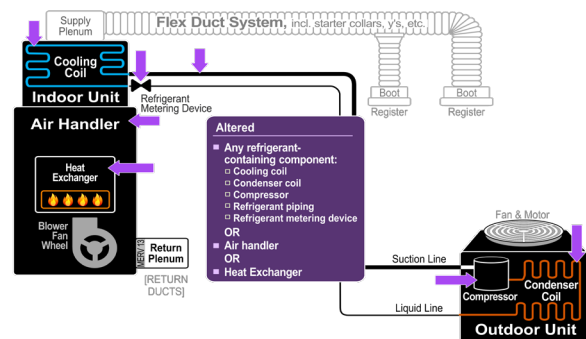 Supply
Plenum
Flex Duct System, incl. starter collars, y's, etc.
Cooling
Coil
Indoor Unit
Refrigerant
Metering Device
Boot
Register
Boot
Register
Air Handler
Heat
Exchanger
Blower
Fan
Wheel
MERV 13
Return
Plenum
[RETURN
DUCTS]
Altered
Any refrigerant-
containing component:
Cooling coil
Condenser coil
Compressor
Refrigerant piping
Refrigerant metering device
OR
Air handler
OR
Heat Exchanger
Fan & Motor
Suction Line
Compressor
Condenser
Coil
Liquid Line
Outdoor Unit